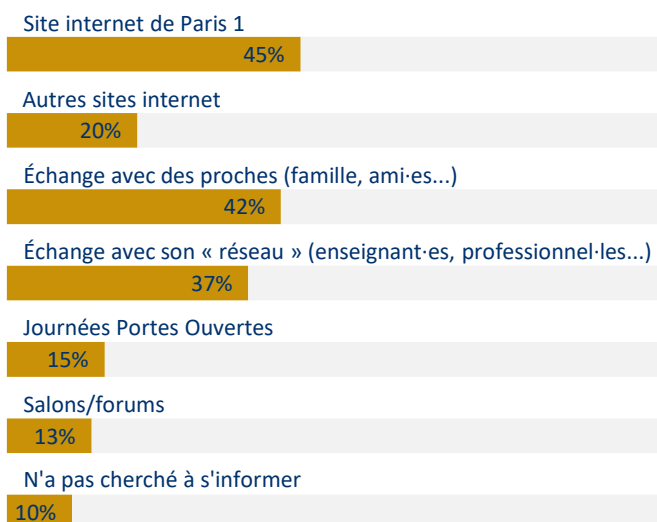 Site internet de Paris 1
45%
Autres sites internet
20%
Échange avec des proches (famille, ami·es...)
42%
Échange avec son « réseau » (enseignant·es, professionnel·les...)
37%
Journées Portes Ouvertes
15%
Salons/forums
13%
N'a pas cherché à s'informer
10%